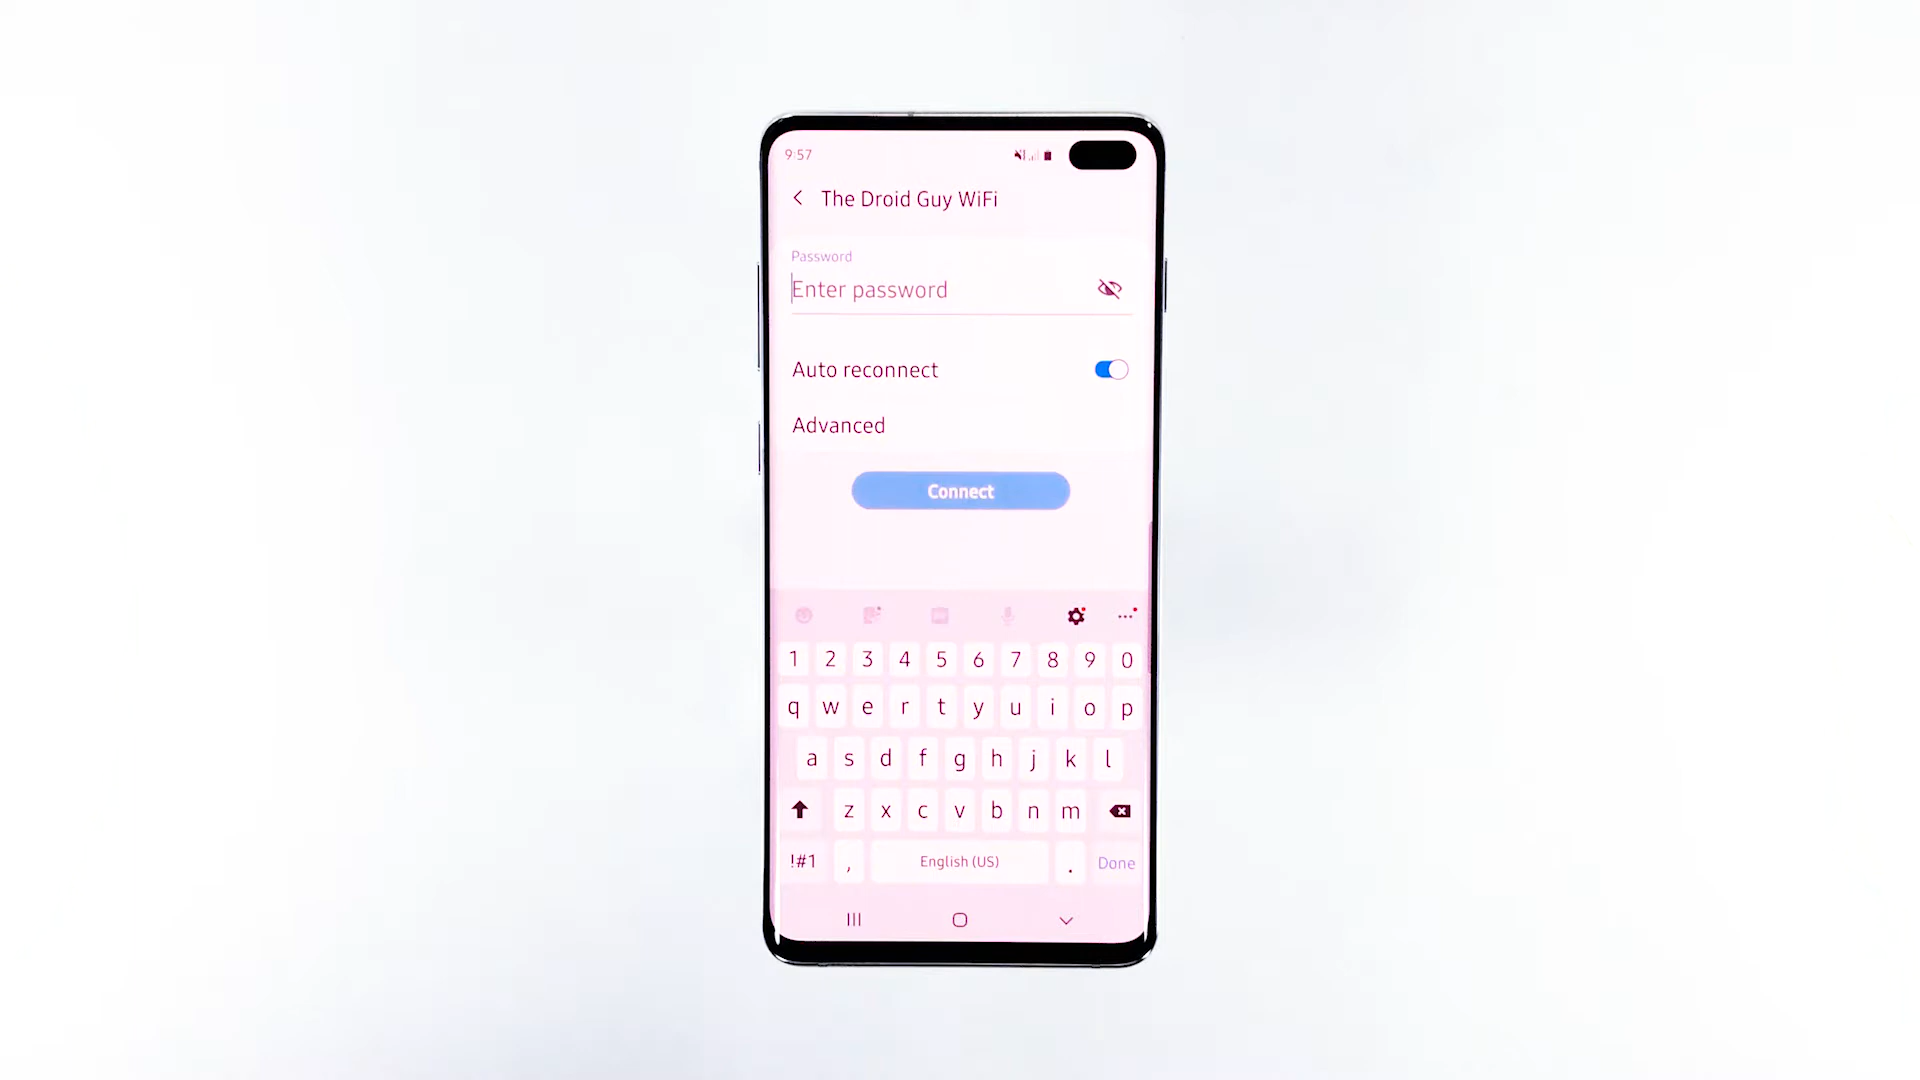 9:57
The Droid Guy WiFi
Password
Enter password
Auto reconnect
Advanced
Connect
1 2 3 4 5 6 7 8 9 0
q w e r t y u i o p
a s d f g h j k l
z x c v b n m
!#1 , English (US) . Done